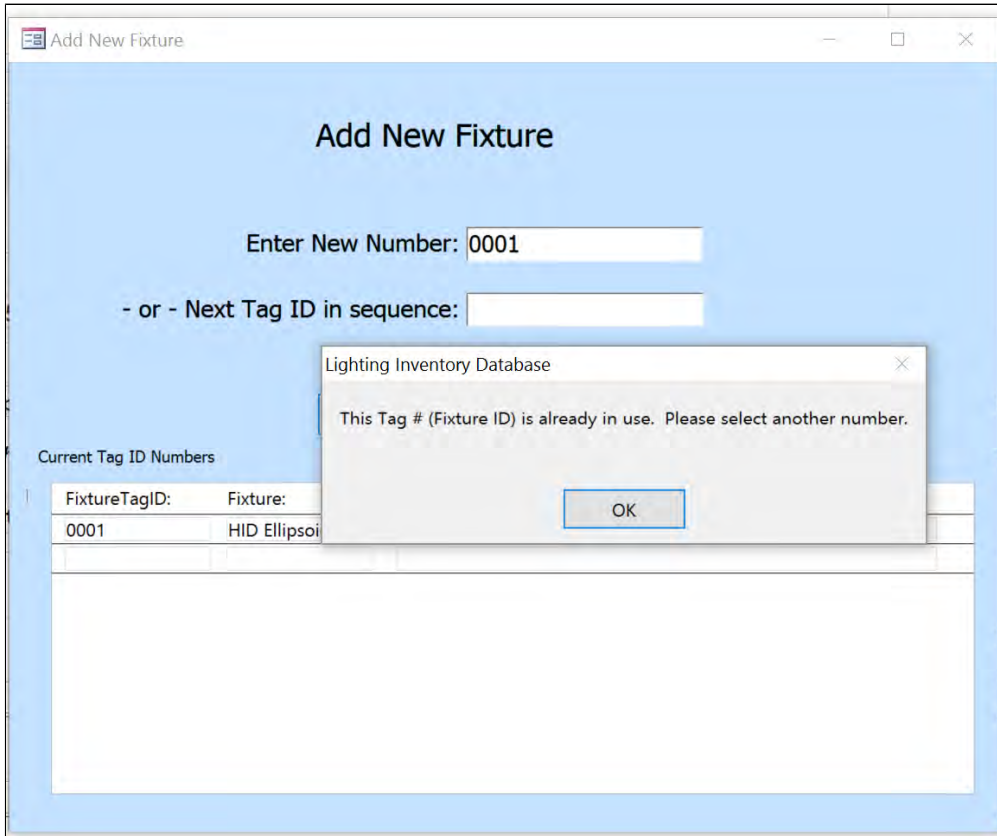 Add New Fixture
Add New Fixture
Enter New Number: 0001
- or - Next Tag ID in sequence:
Lighting Inventory Database
This Tag # (Fixture ID) is already in use. Please select another number.
OK
Current Tag ID Numbers
FixtureTagID: Fixture:
0001 HID Ellipsoi